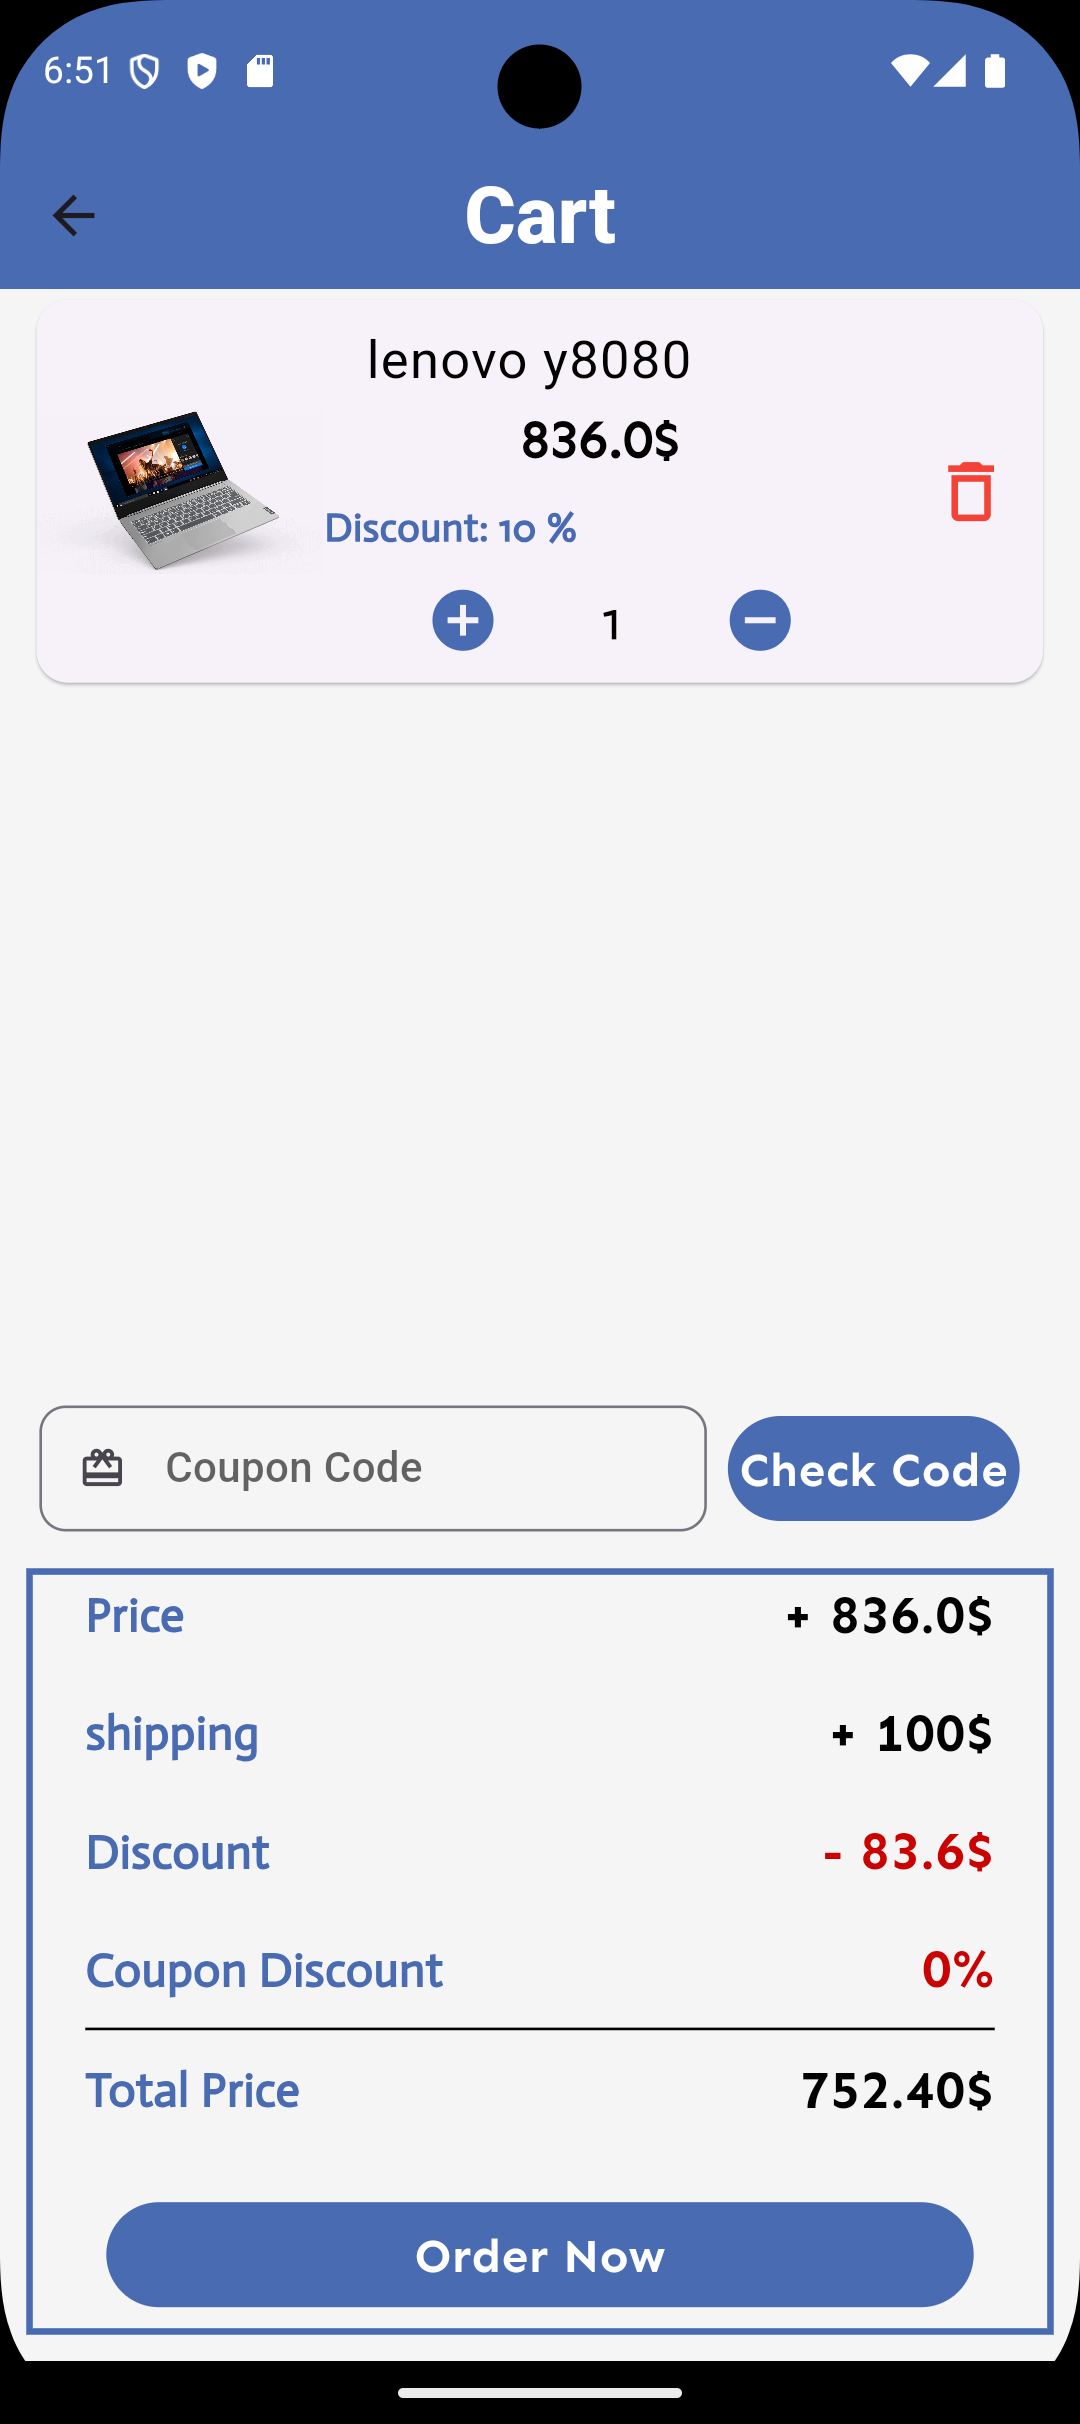 6:51
Cart
lenovo y8080
836.0$
Discount: 10 %
1
Coupon Code
Check Code
Price + 836.0$
shipping + 100$
Discount - 83.6$
Coupon Discount 0%
Total Price 752.40$
Order Now